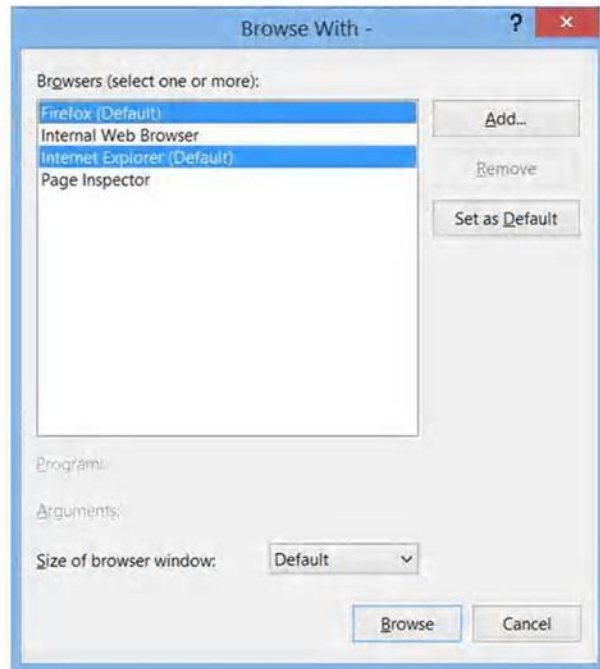 Browse With -
?
Browsers (select one or more):
Firefox (Default)
Internal Web Browser
Internet Explorer (Default)
Page Inspector
Add...
Remove
Set as Default
Program:
Arguments:
Size of browser window:
Default
Browse
Cancel